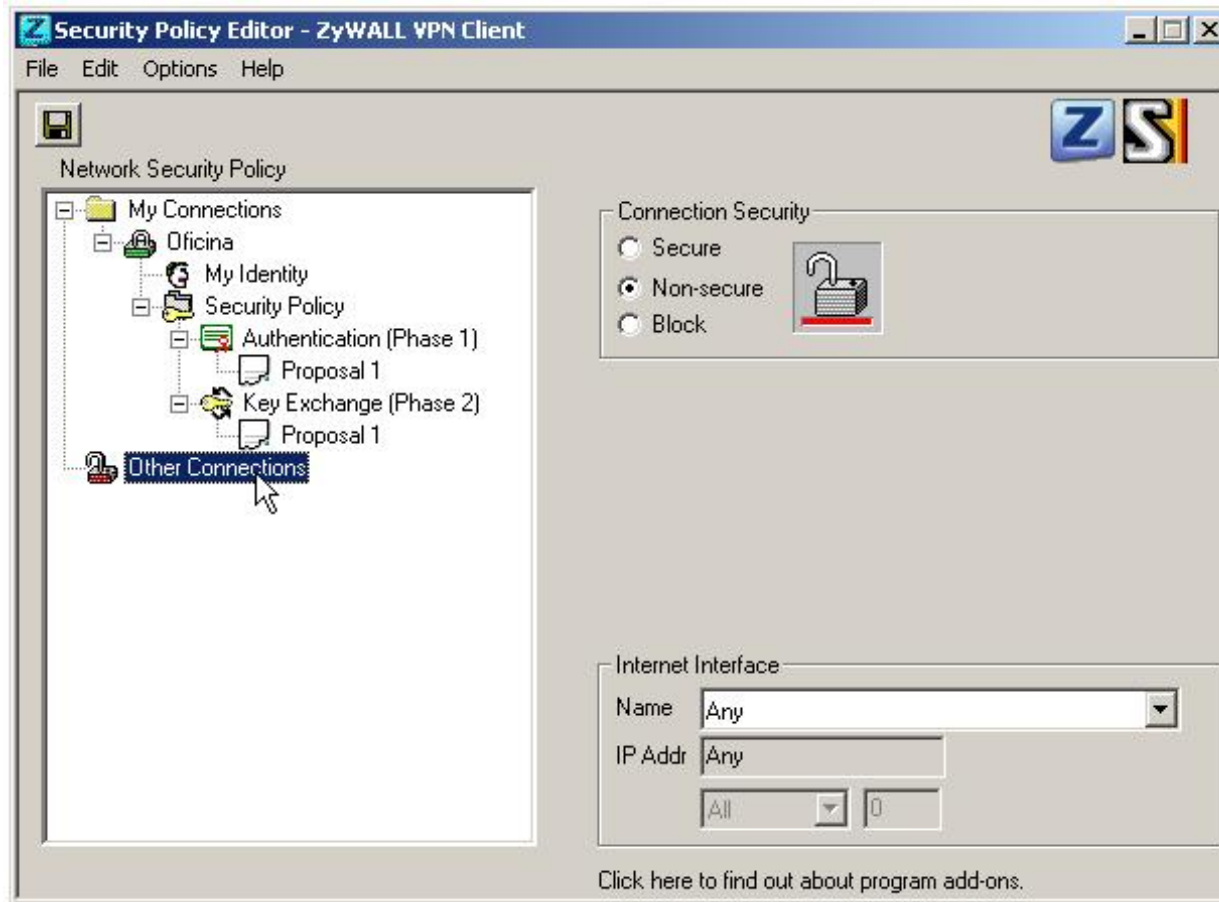 Security Policy Editor - ZyWALL VPN Client
File Edit Options Help
Network Security Policy
My Connections
Oficina
My Identity
Security Policy
Authentication (Phase 1)
Proposal 1
Key Exchange (Phase 2)
Proposal 1
Other Connections
Connection Security
Secure
Non-secure
Block
Internet Interface
Name Any
IP Addr Any
All 0
Click here to find out about program add-ons.